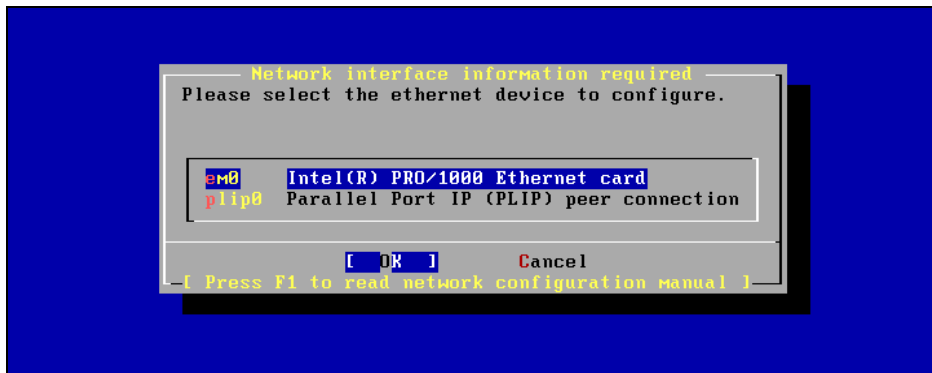 Network interface information required
Please select the ethernet device to configure.
em0 Intel(R) PRO/1000 Ethernet card
plip0 Parallel Port IP (PLIP) peer connection
[ OK ] Cancel
[ Press F1 to read network configuration manual ]